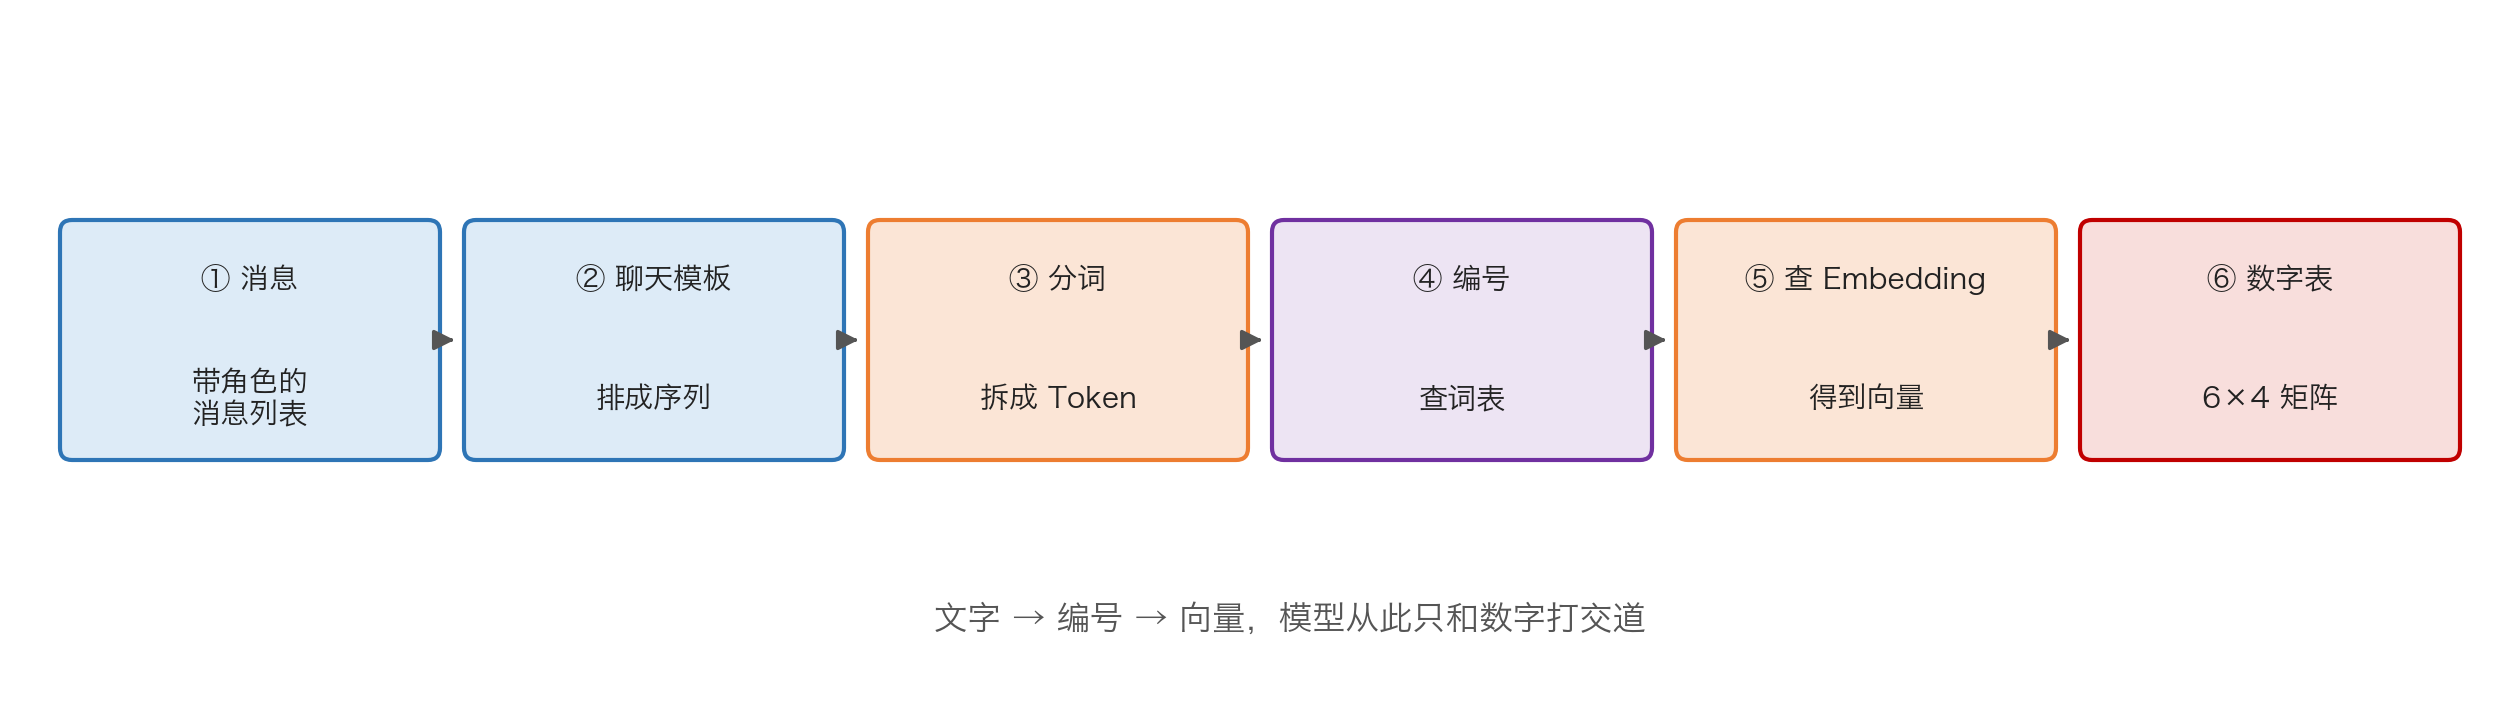 ① 消息
带角色的
消息列表
② 聊天模板
排成序列
③ 分词
拆成 Token
④ 编号
查词表
⑤ 查 Embedding
得到向量
⑥ 数字表
6×4 矩阵
文字 → 编号 → 向量，模型从此只和数字打交道